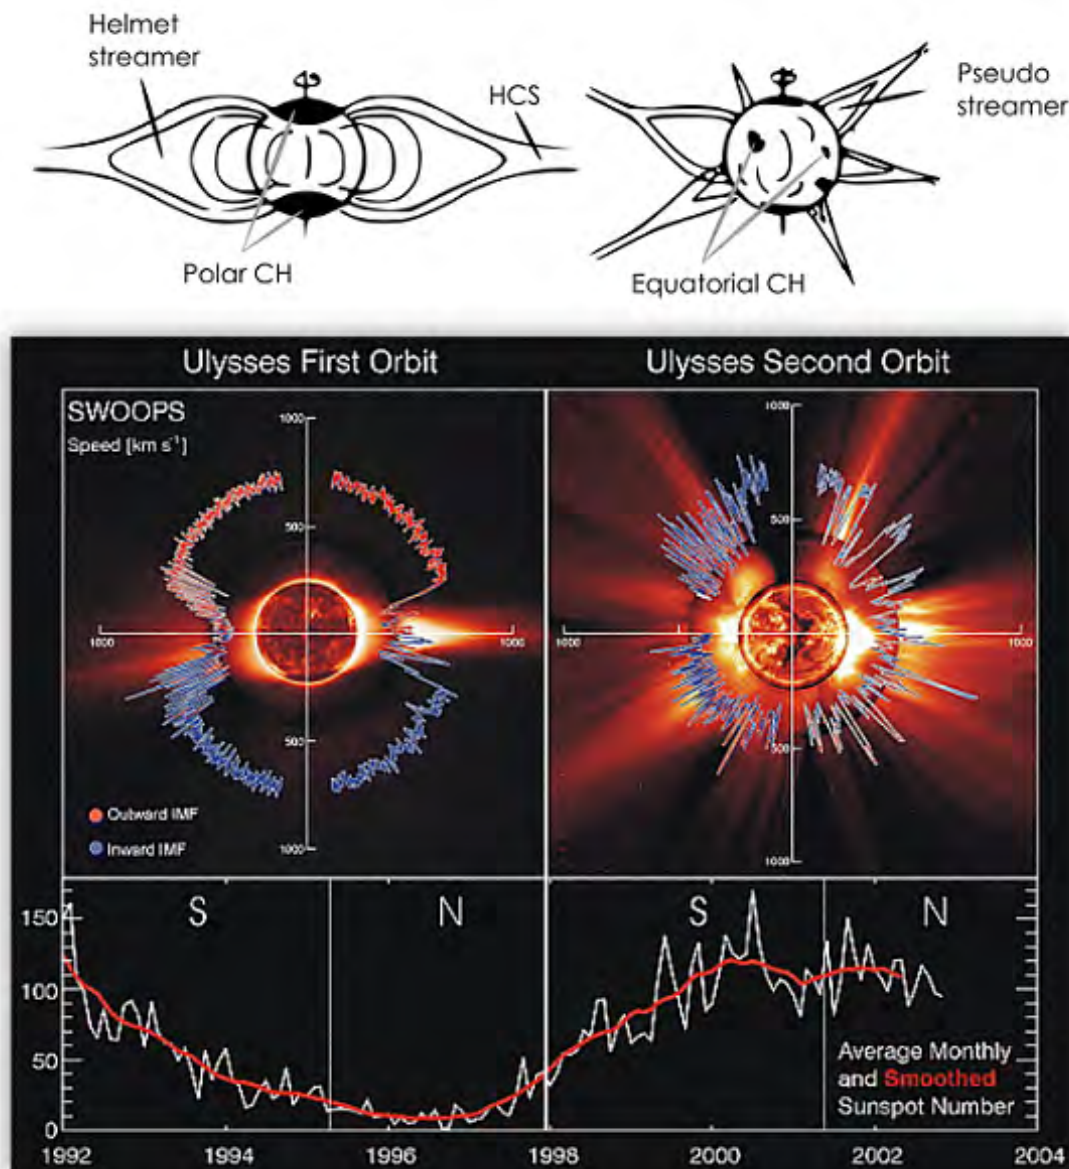 Helmet
streamer
HCS
Pseudo
streamer
Polar CH
Equatorial CH
Ulysses First Orbit
Ulysses Second Orbit
SWOOPS
Speed [km s⁻¹]
1000
500
1000
1000
500
1000
Outward IMF
Inward IMF
1000
500
1000
1000
500
1000
S
N
S
N
150
100
50
0
Average Monthly
and Smoothed
Sunspot Number
1992
1994
1996
1998
2000
2002
2004